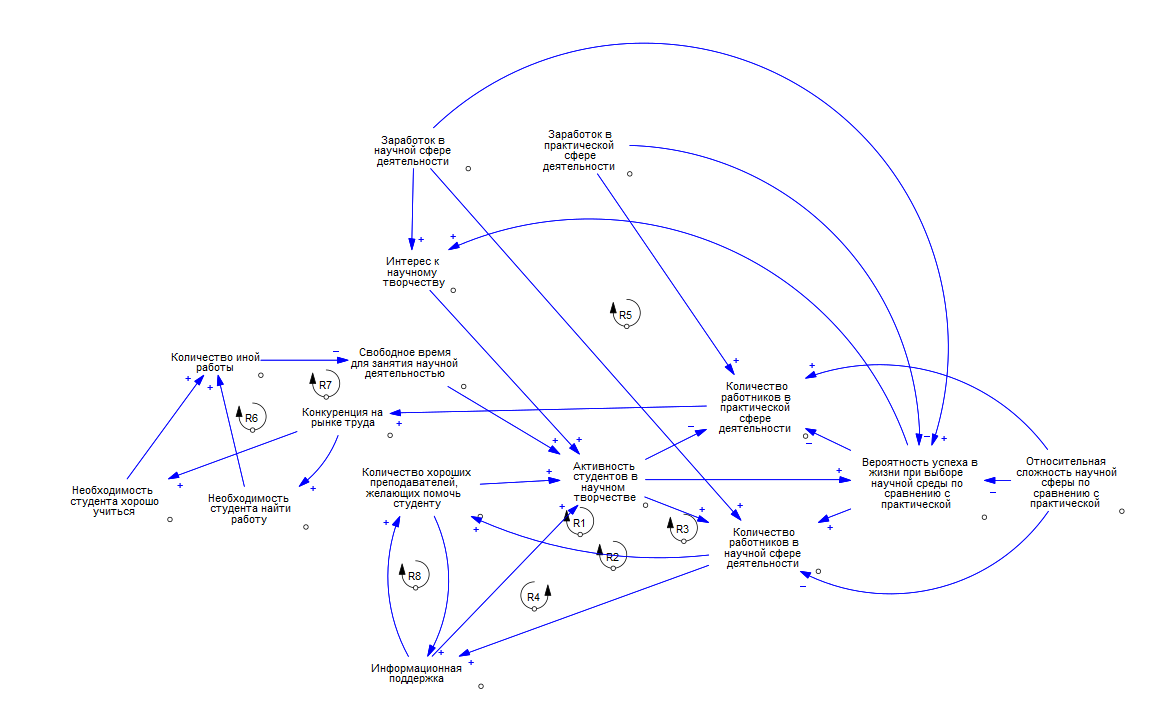 Заработок в
научной сфере
деятельности
Заработок в
практической
сфере
деятельности
+
+
Интерес к
научному
творчеству
R5
Количество иной
работы
–
Свободное время
для занятия научной
деятельностью
+
+
+
+
R7
Конкуренция на
рынке труда
+
R6
Количество
работников в
практической
сфере
деятельности
–
–
–
+
+
+
Необходимость
студента хорошо
учиться
+
Необходимость
студента найти
работу
+
Количество хороших
преподавателей,
желающих помочь
студенту
+
Активность
студентов в
научном
творчестве
+
Вероятность успеха в
жизни при выборе
научной среды по
сравнению с
практической
–
Относительная
сложность научной
сферы по
сравнению с
практической
+
+
+
+
+
+
R1
R3
R2
Количество
работников в
научной сфере
деятельности
–
R8
R4
+
+
Информационная
поддержка